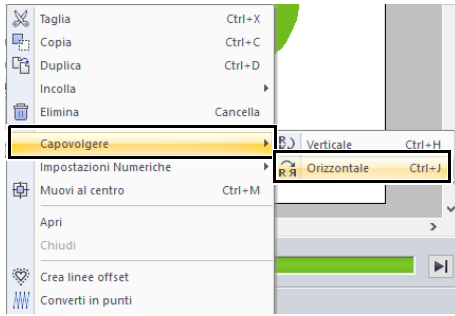 Taglia Ctrl+X
Copia Ctrl+C
Duplica Ctrl+D
Incolla
Elimina Cancella
Capovolgere
Verticale Ctrl+H
Impostazioni Numeriche
Orizzontale Ctrl+J
Muovi al centro Ctrl+M
Apri
Chiudi
Crea linee offset
Converti in punti